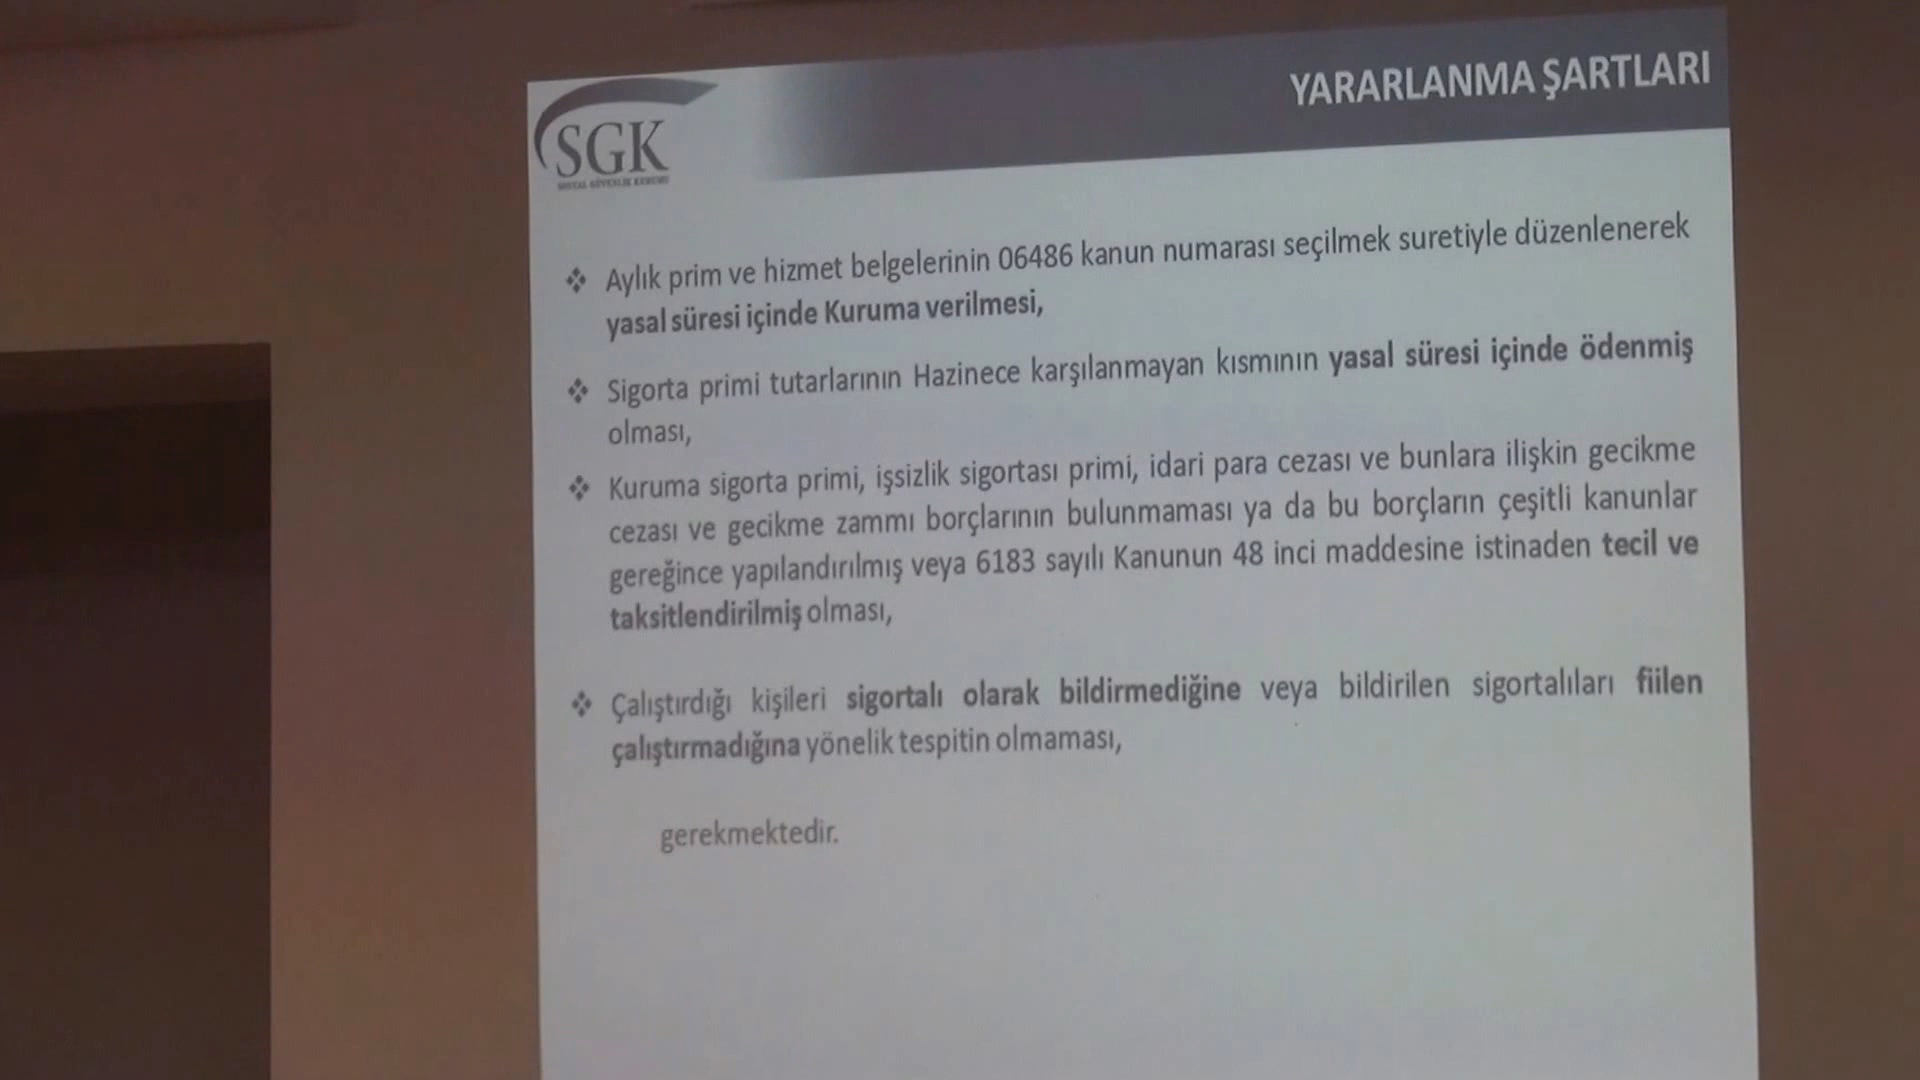 YARARLANMA ŞARTLARI
SGK
SOSYAL GÜVENLİK KURUMU
❖ Aylık prim ve hizmet belgelerinin 06486 kanun numarası seçilmek suretiyle düzenlenerek
yasal süresi içinde Kuruma verilmesi,
❖ Sigorta primi tutarlarının Hazinece karşılanmayan kısmının yasal süresi içinde ödenmiş
olması,
❖ Kuruma sigorta primi, işsizlik sigortası primi, idari para cezası ve bunlara ilişkin gecikme
cezası ve gecikme zammı borçlarının bulunmaması ya da bu borçların çeşitli kanunlar
gereğince yapılandırılmış veya 6183 sayılı Kanunun 48 inci maddesine istinaden tecil ve
taksitlendirilmiş olması,
❖ Çalıştırdığı kişileri sigortalı olarak bildirmediğine veya bildirilen sigortalıları fiilen
çalıştırmadığına yönelik tespitin olmaması,
gerekmektedir.